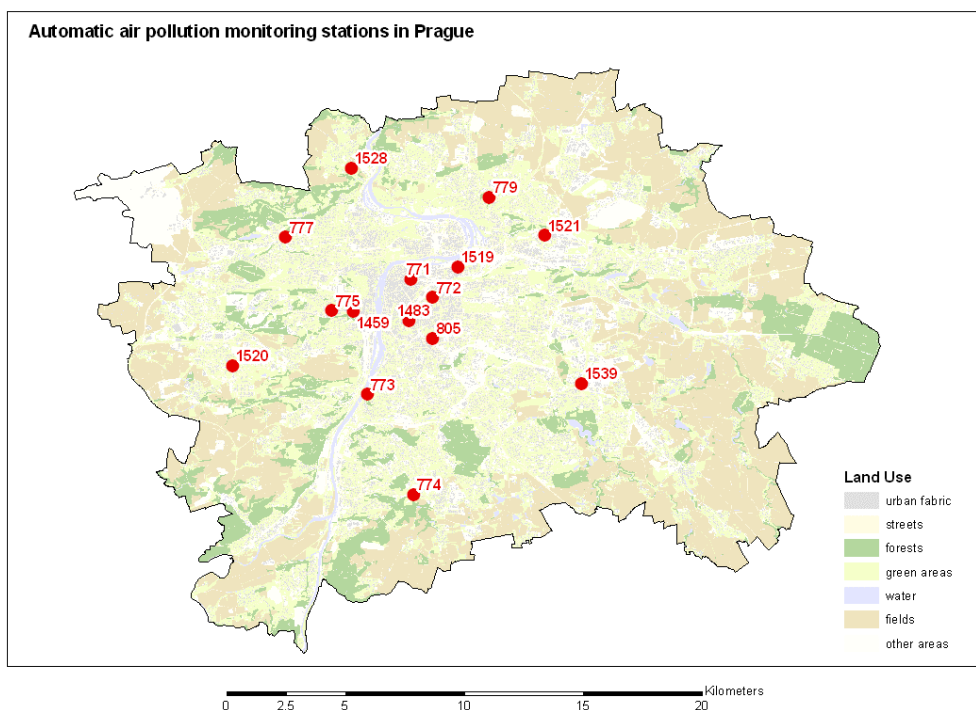 Automatic air pollution monitoring stations in Prague
1528
779
777
1521
1519
771
772
775
1459
1483
805
1520
773
1539
774
Land Use
urban fabric
streets
forests
green areas
water
fields
other areas
Kilometers
0 2.5 5 10 15 20